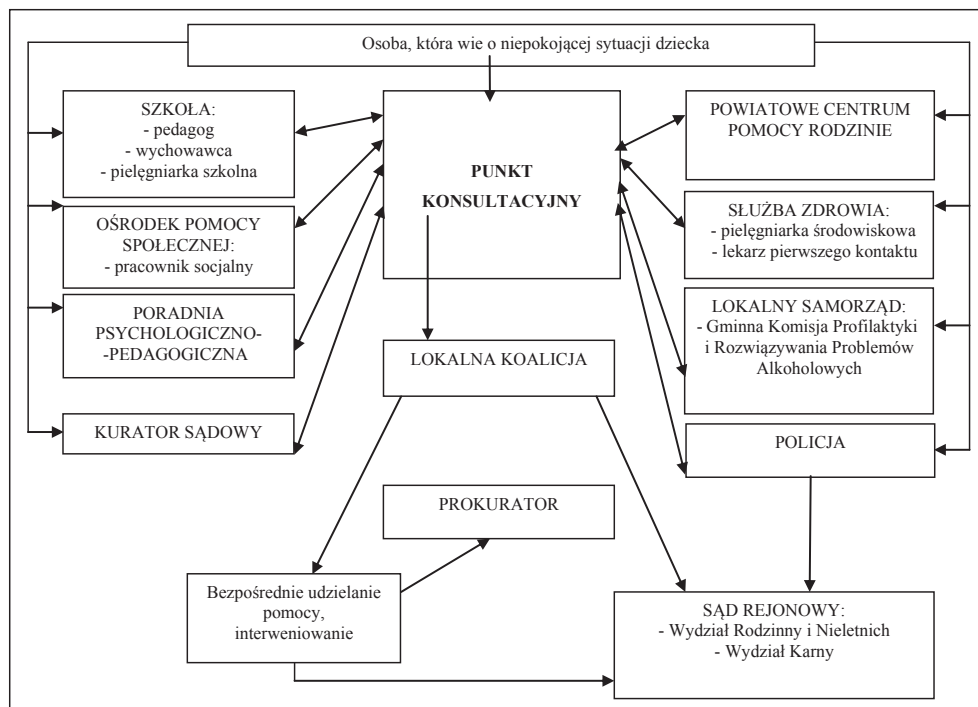 Osoba, która wie o niepokojącej sytuacji dziecka
SZKOŁA:
- pedagog
- wychowawca
- pielęgniarka szkolna
OŚRODEK POMOCY
SPOŁECZNEJ:
- pracownik socjalny
PORADNIA
PSYCHOLOGICZNO-
-PEDAGOGICZNA
KURATOR SĄDOWY
PUNKT
KONSULTACYJNY
POWIATOWE CENTRUM
POMOCY RODZINIE
SŁUŻBA ZDROWIA:
- pielęgniarka środowiskowa
- lekarz pierwszego kontaktu
LOKALNY SAMORZĄD:
- Gminna Komisja Profilaktyki
i Rozwiązywania Problemów
Alkoholowych
POLICJA
LOKALNA KOALICJA
PROKURATOR
Bezpośrednie udzielanie
pomocy,
interweniowanie
SĄD REJONOWY:
- Wydział Rodzinny i Nieletnich
- Wydział Karny